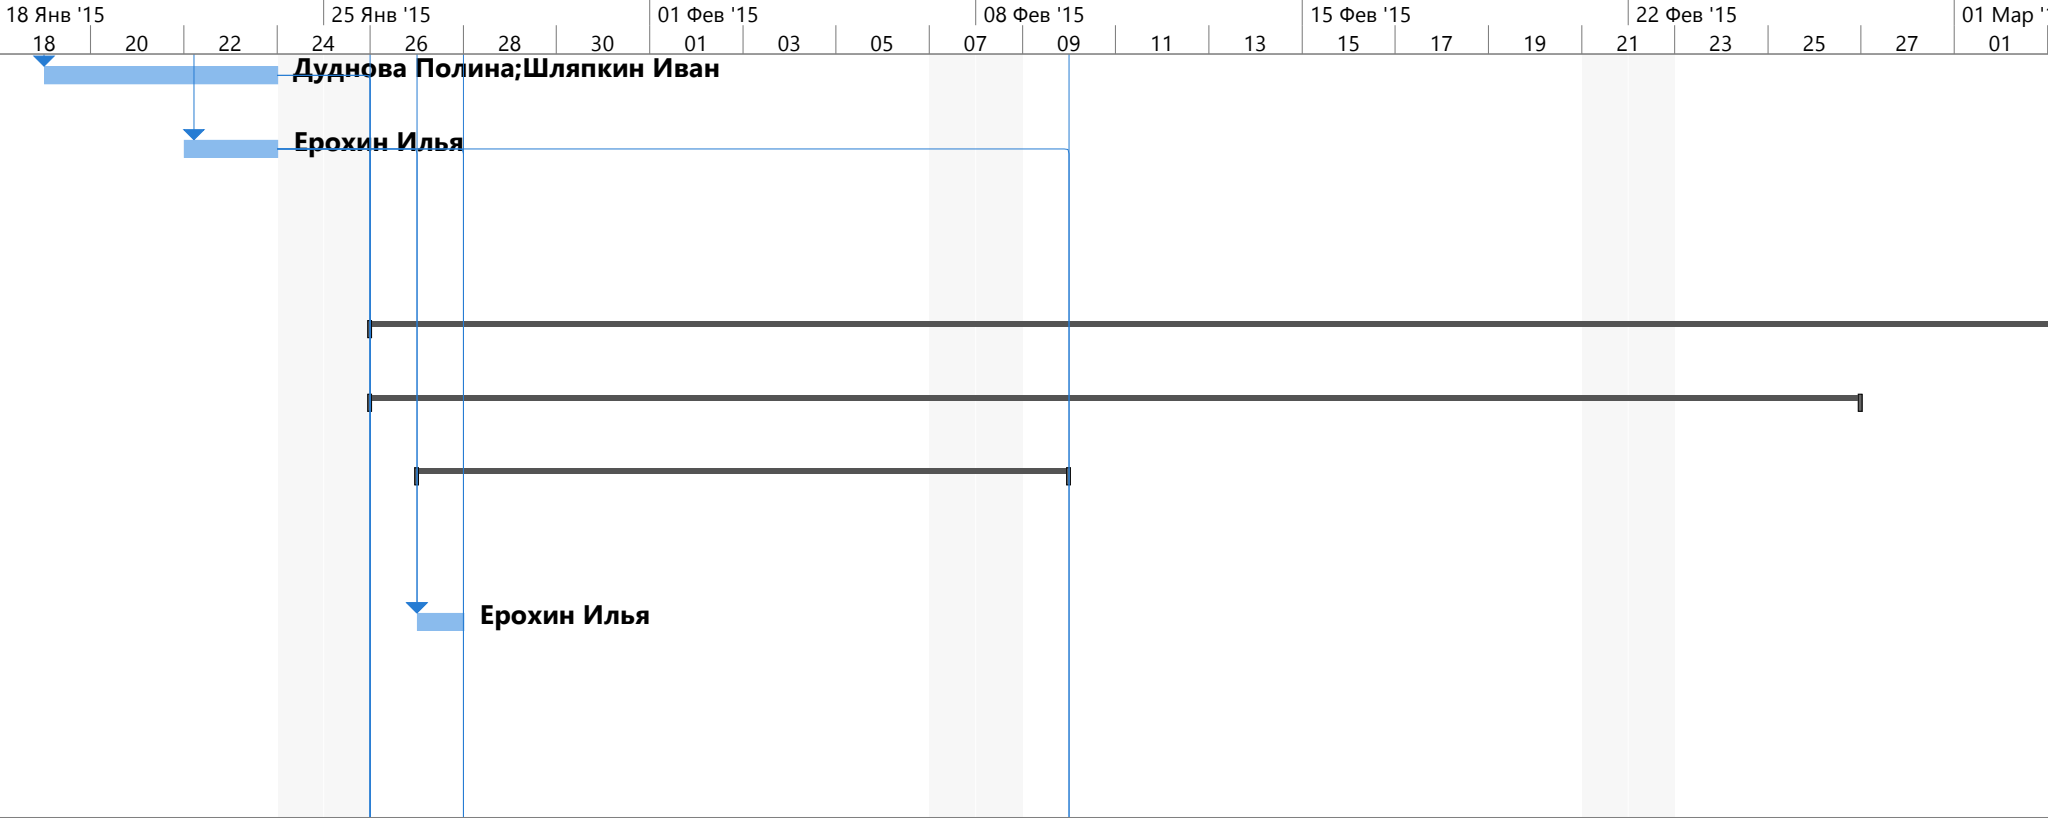 18 Янв '15 25 Янв '15 01 Фев '15 08 Фев '15 15 Фев '15 22 Фев '15 01 Мар '
18 20 22 24 26 28 30 01 03 05 07 09 11 13 15 17 19 21 23 25 27 01
Дуднова Полина;Шляпкин Иван
Ерохин Илья
Ерохин Илья